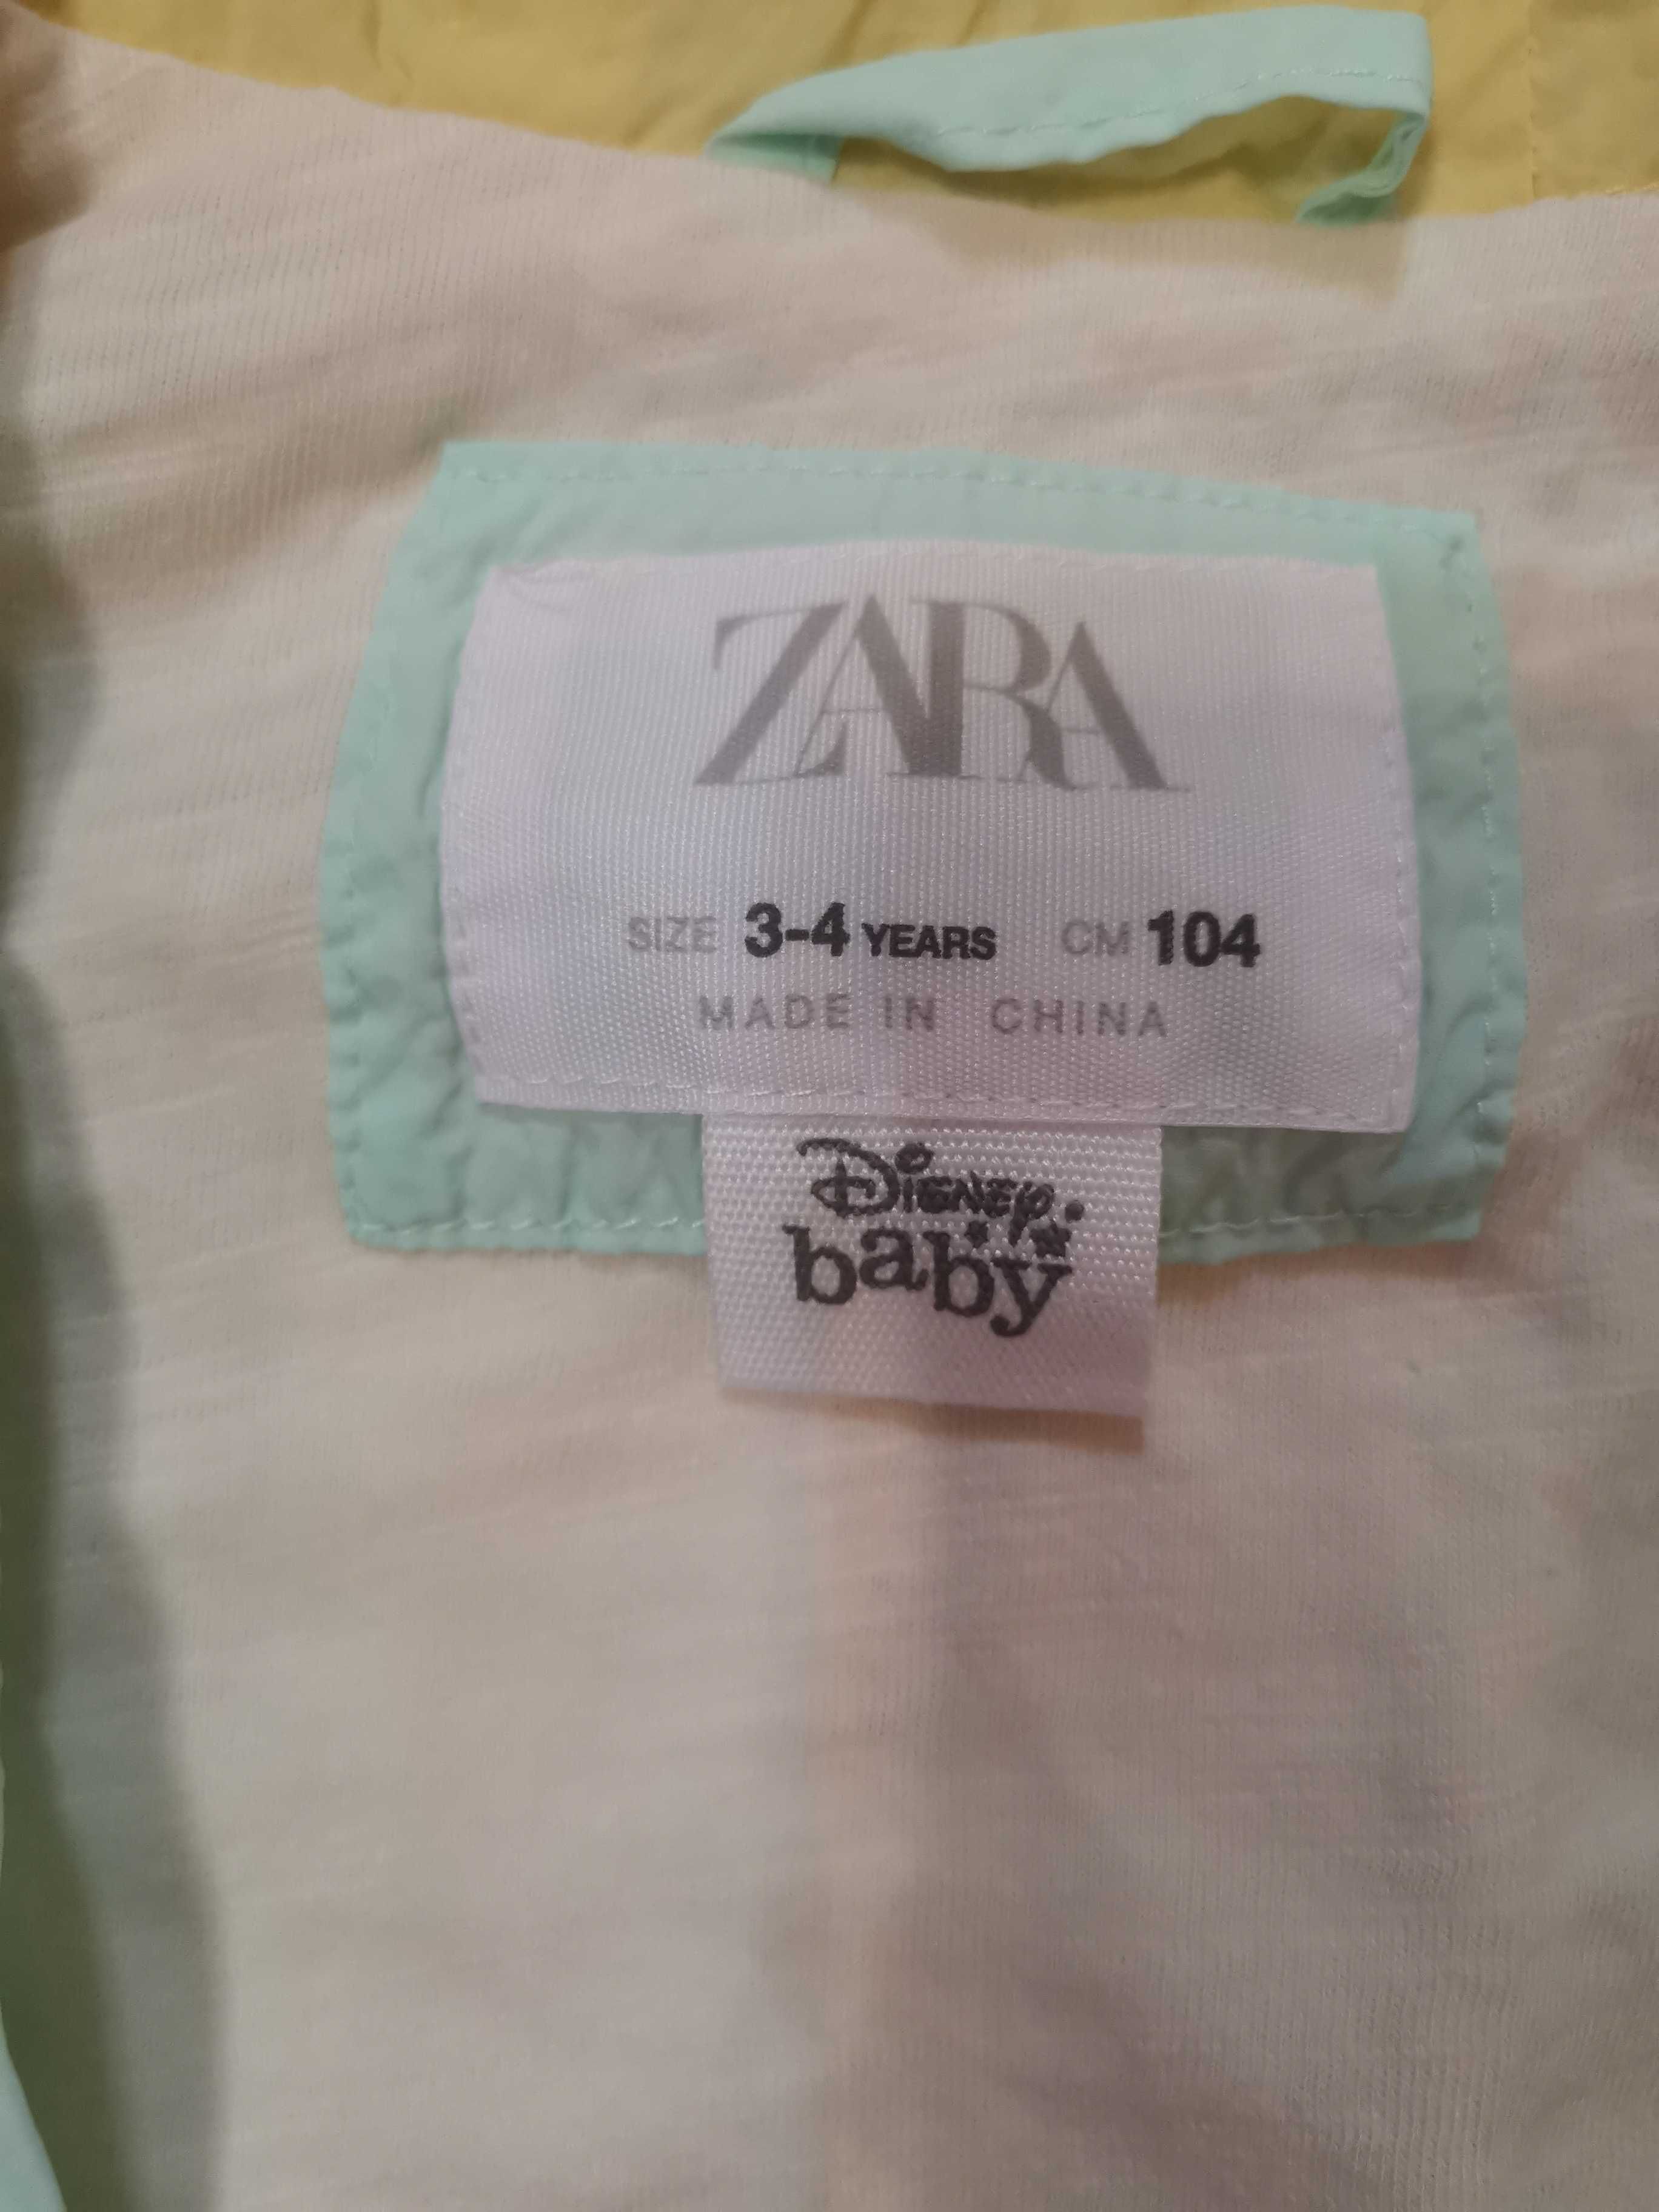 ZARA
SIZE 3-4 YEARS CM 104
MADE IN CHINA
Disney
baby